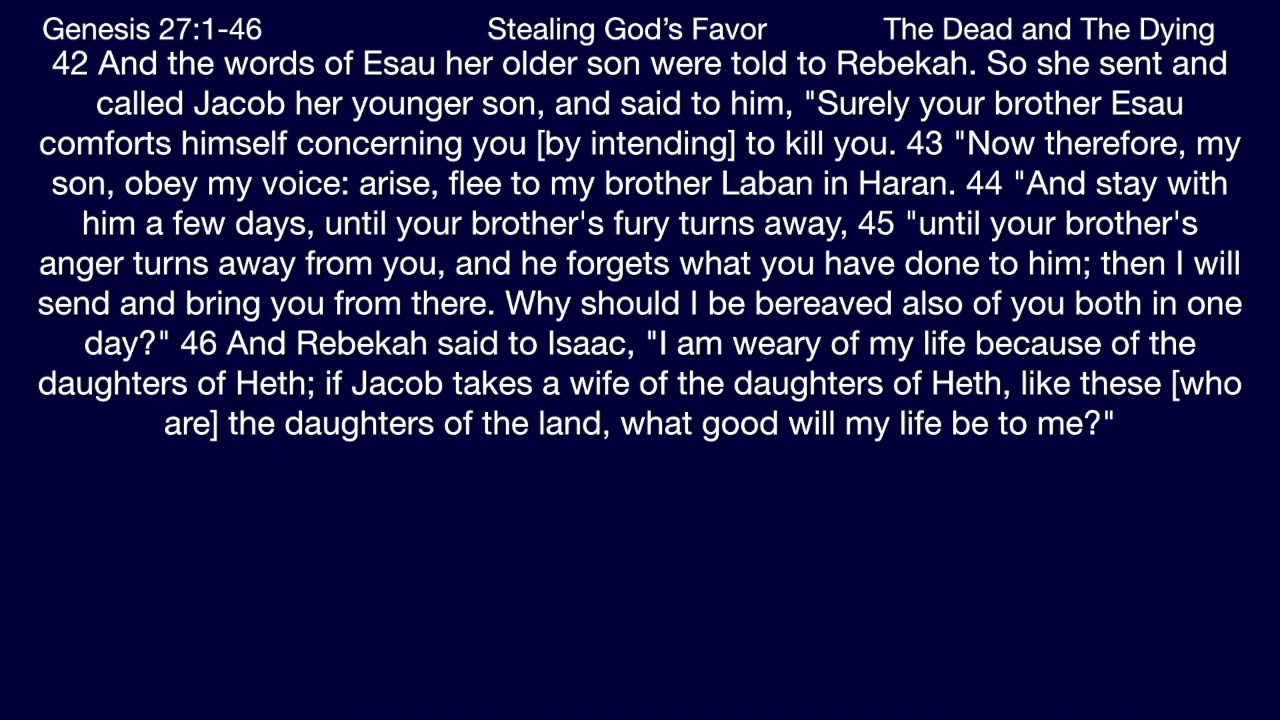 Genesis 27:1-46 Stealing God’s Favor The Dead and The Dying
42 And the words of Esau her older son were told to Rebekah. So she sent and
called Jacob her younger son, and said to him, "Surely your brother Esau
comforts himself concerning you [by intending] to kill you. 43 "Now therefore, my
son, obey my voice: arise, flee to my brother Laban in Haran. 44 "And stay with
him a few days, until your brother's fury turns away, 45 "until your brother's
anger turns away from you, and he forgets what you have done to him; then I will
send and bring you from there. Why should I be bereaved also of you both in one
day?" 46 And Rebekah said to Isaac, "I am weary of my life because of the
daughters of Heth; if Jacob takes a wife of the daughters of Heth, like these [who
are] the daughters of the land, what good will my life be to me?"